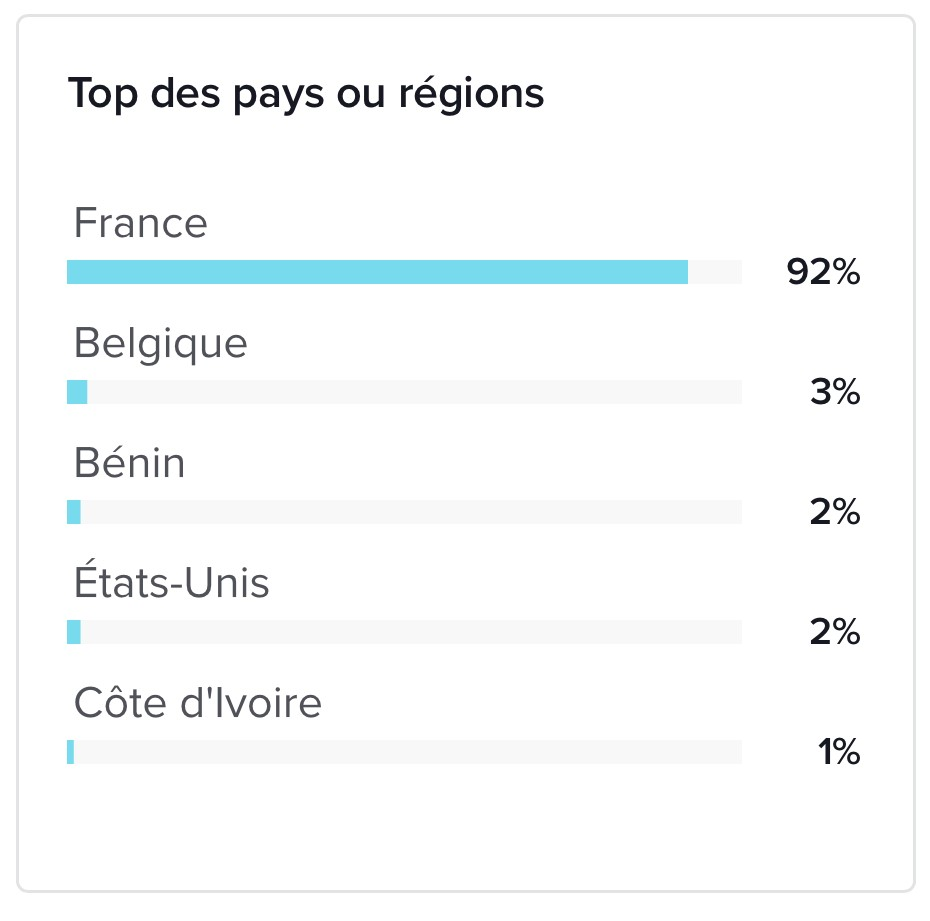 Top des pays ou régions
France
92%
Belgique
3%
Bénin
2%
États-Unis
2%
Côte d'Ivoire
1%